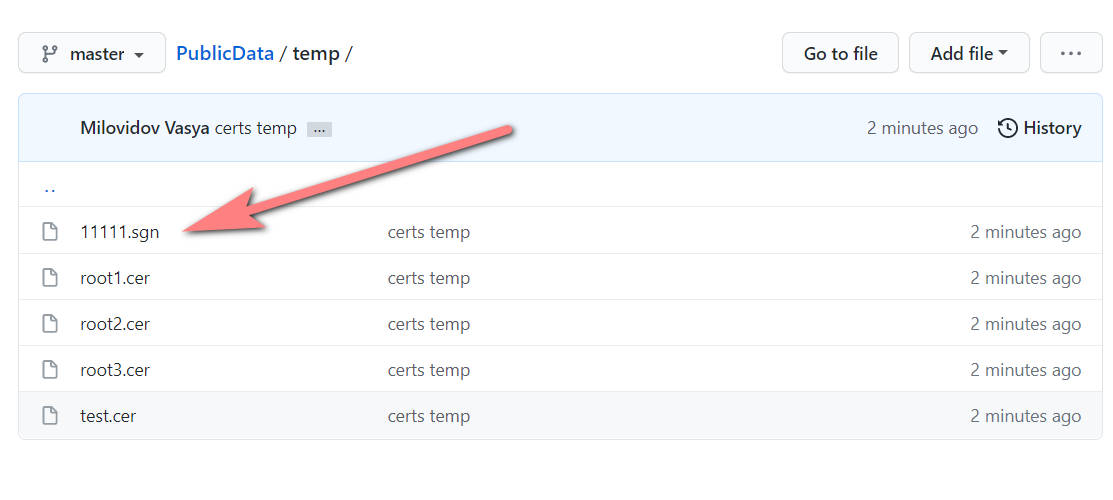 master PublicData / temp / Go to file Add file ...
Milovidov Vasya certs temp ... 2 minutes ago History
..
11111.sgn certs temp 2 minutes ago
root1.cer certs temp 2 minutes ago
root2.cer certs temp 2 minutes ago
root3.cer certs temp 2 minutes ago
test.cer certs temp 2 minutes ago